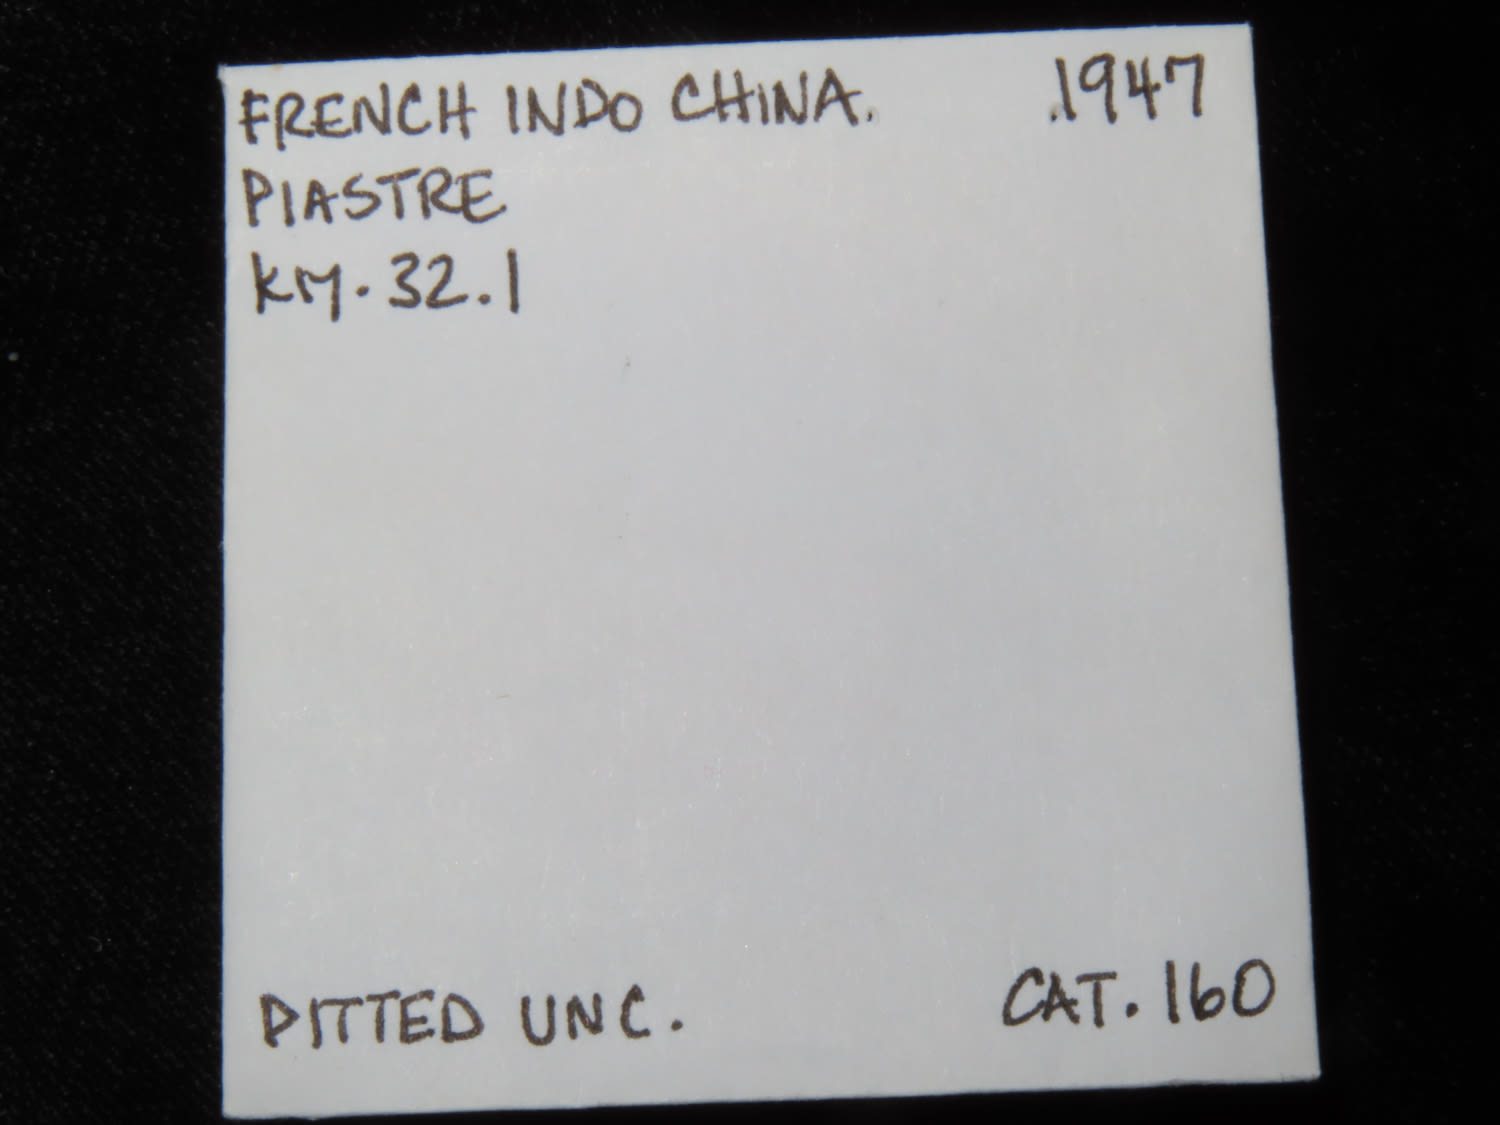 FRENCH INDO CHINA. 1947
PIASTRE
KM. 32.1
PITTED UNC. CAT. 160